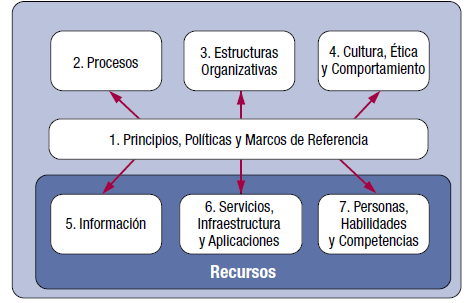 2. Procesos
3. Estructuras
Organizativas
4. Cultura, Ética
y Comportamiento
1. Principios, Políticas y Marcos de Referencia
5. Información
6. Servicios,
Infraestructura
y Aplicaciones
7. Personas,
Habilidades
y Competencias
Recursos